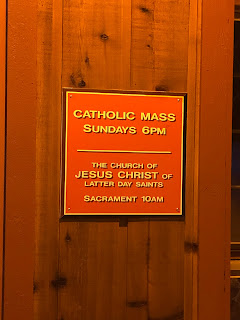 CATHOLIC MASS
SUNDAYS 6PM
THE CHURCH OF
JESUS CHRIST OF
LATTER DAY SAINTS
SACRAMENT 10AM